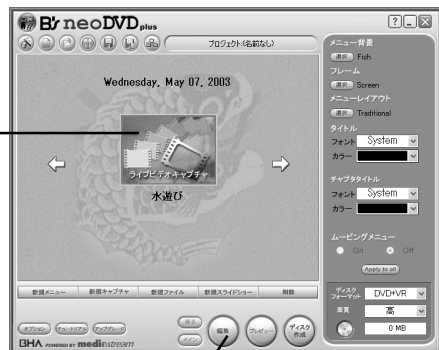 B's neoDVD plus
プロジェクト(名前なし)
Wednesday, May 07, 2003
ライブビデオキャプチャ
水遊び
新規メニュー 新規キャプチャ 新規ファイル 新規スライドショー 削除
オプション チュートリアル アップグレード
戻る
メイン
編集
プレビュー
ディスク作成
BHA POWERED BY mediostream
メニュー背景
選択 Fish
フレーム
選択 Screen
メニューレイアウト
選択 Traditional
タイトル
フォント System
カラー
チャプタタイトル
フォント System
カラー
ムービングメニュー
On Off
Apply to all
ディスクフォーマット DVD+VR
画質 高
0 MB